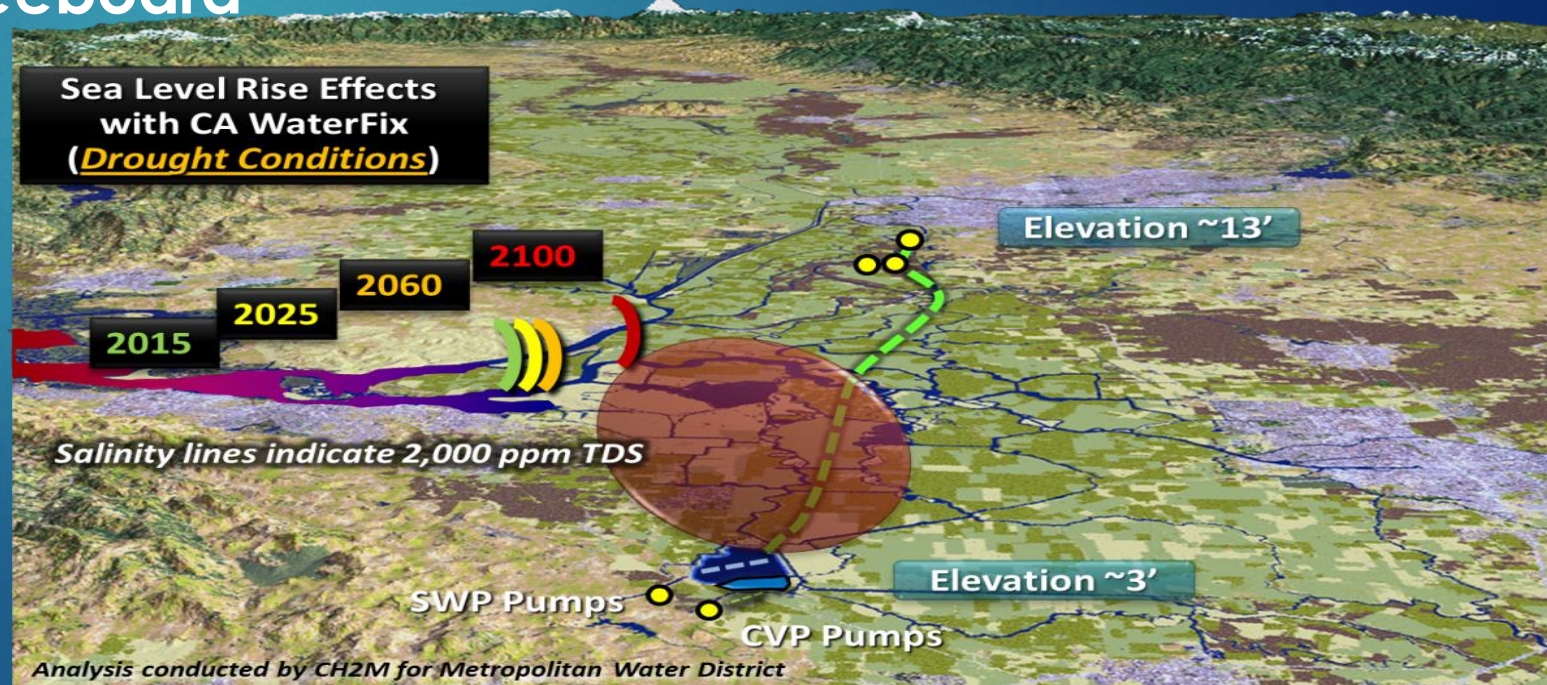 Sea Level Rise Effects
with CA WaterFix
(Drought Conditions)
Elevation ~13'
2100
2060
2025
2015
Salinity lines indicate 2,000 ppm TDS
Elevation ~3'
SWP Pumps
CVP Pumps
Analysis conducted by CH2M for Metropolitan Water District